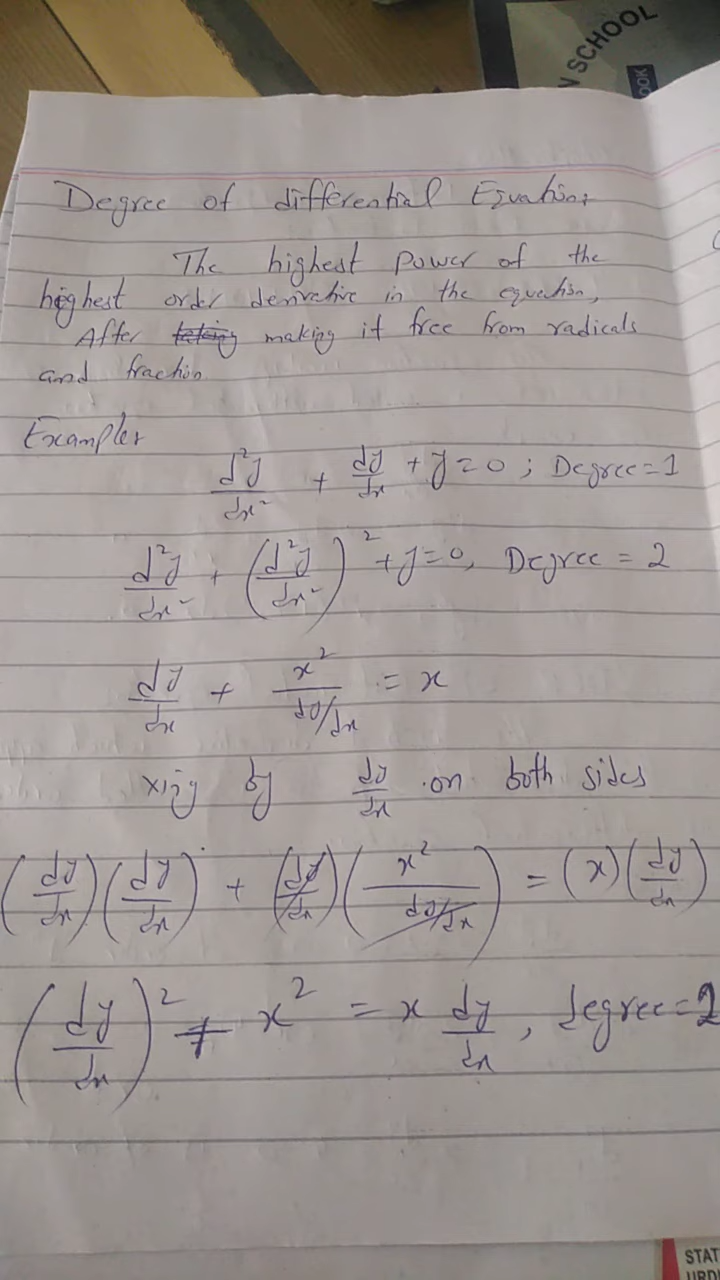 N SCHOOL
OOK
Degree of differential Equation:
The highest power of the
highest order derivative in the equation,
After making it free from radicals
and fraction
Examples
d²y/dx² + dy/dx + y = 0 ; Degree = 1
d²y/dx² + (d²y/dx²)² + y = 0, Degree = 2
dy/dx + x²/dy/dx = x
xing by dy/dx on both sides
(dy/dx)(dy/dx) + (dy/dx)(x²/dy/dx) = (x)(dy/dx)
(dy/dx)² + x² = x dy/dx, degree = 2
STAT